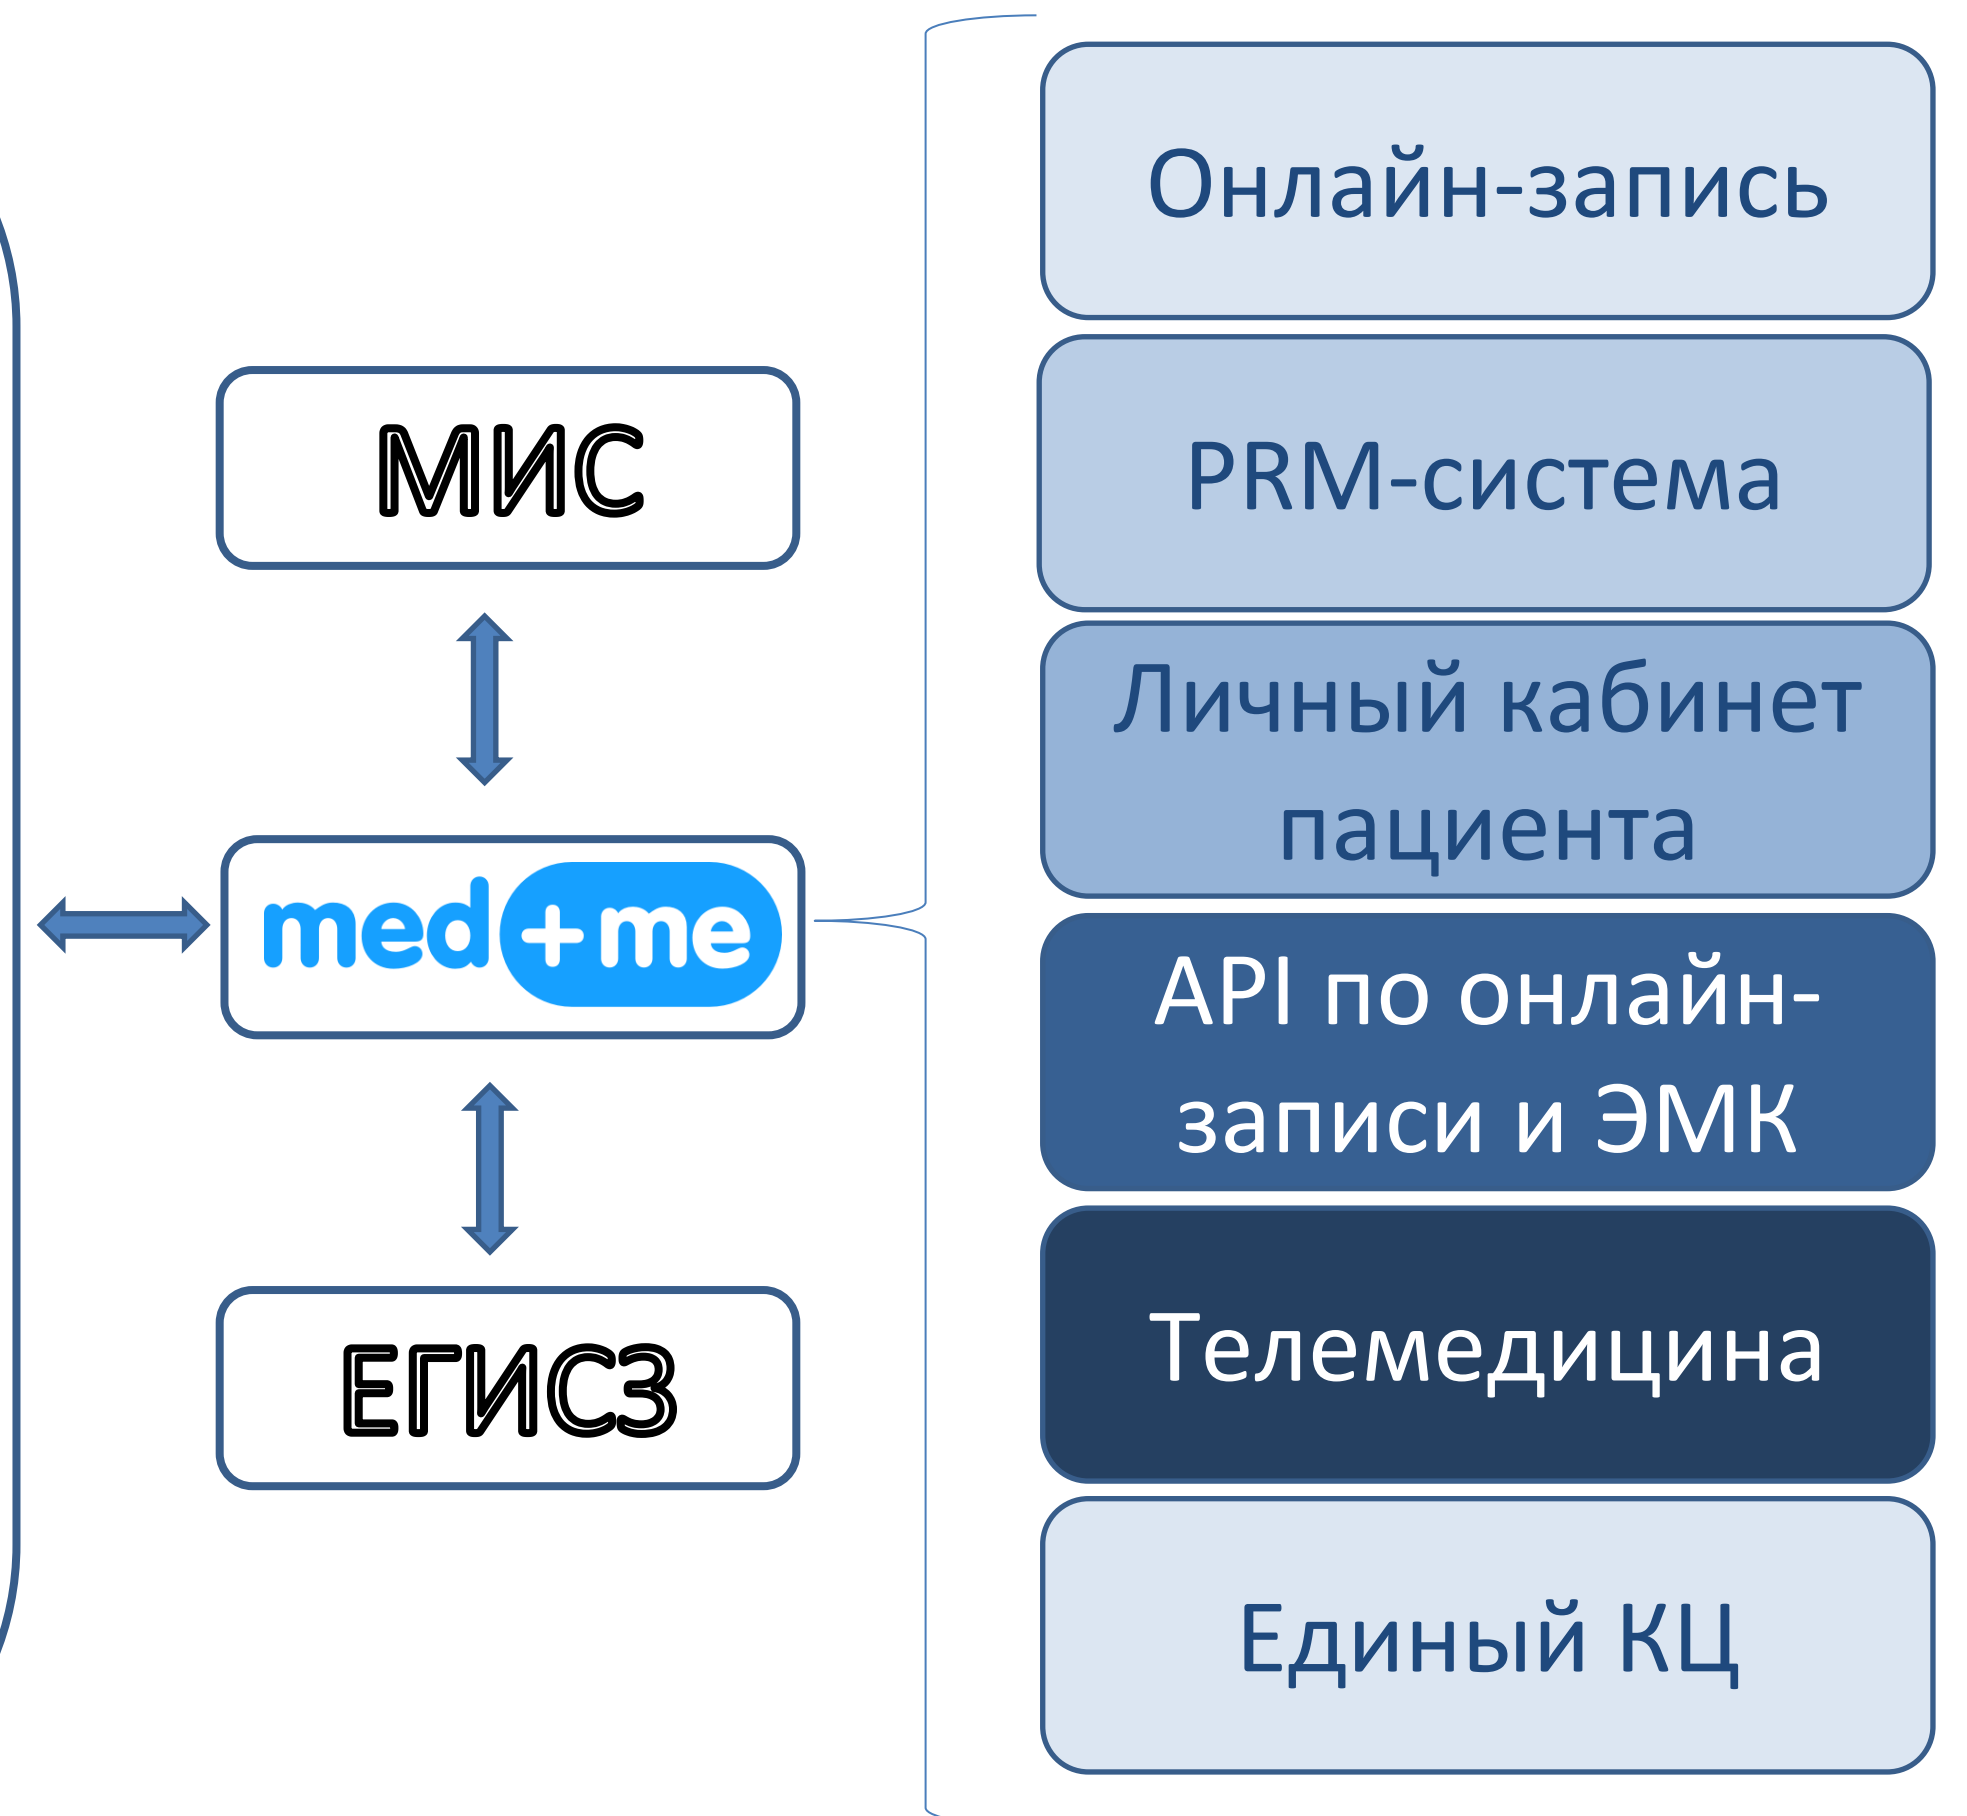 МИС
med+me
ЕГИСЗ
Онлайн-запись
PRM-система
Личный кабинет
пациента
API по онлайн-
записи и ЭМК
Телемедицина
Единый КЦ